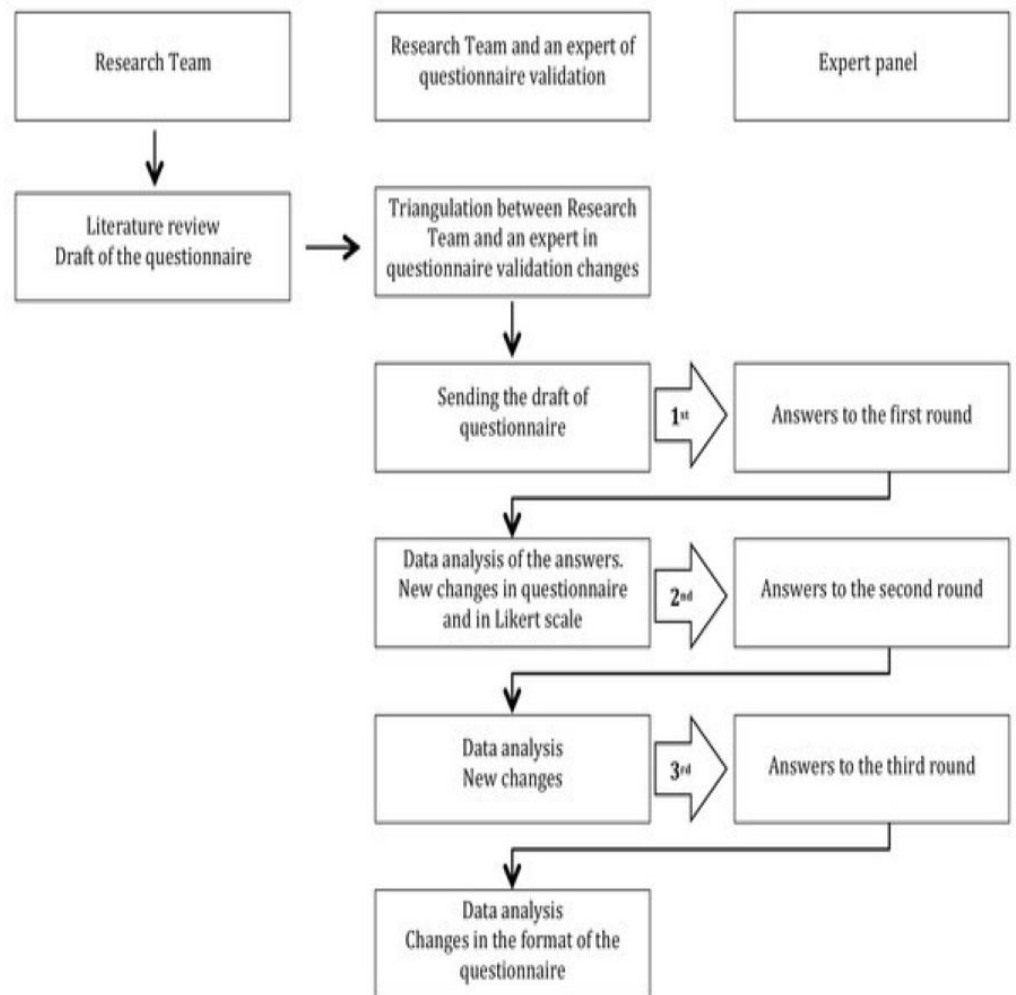 Research Team
Research Team and an expert of
questionnaire validation
Expert panel
Literature review
Draft of the questionnaire
Triangulation between Research
Team and an expert in
questionnaire validation changes
Sending the draft of
questionnaire
1st
Answers to the first round
Data analysis of the answers.
New changes in questionnaire
and in Likert scale
2nd
Answers to the second round
Data analysis
New changes
3rd
Answers to the third round
Data analysis
Changes in the format of the
questionnaire